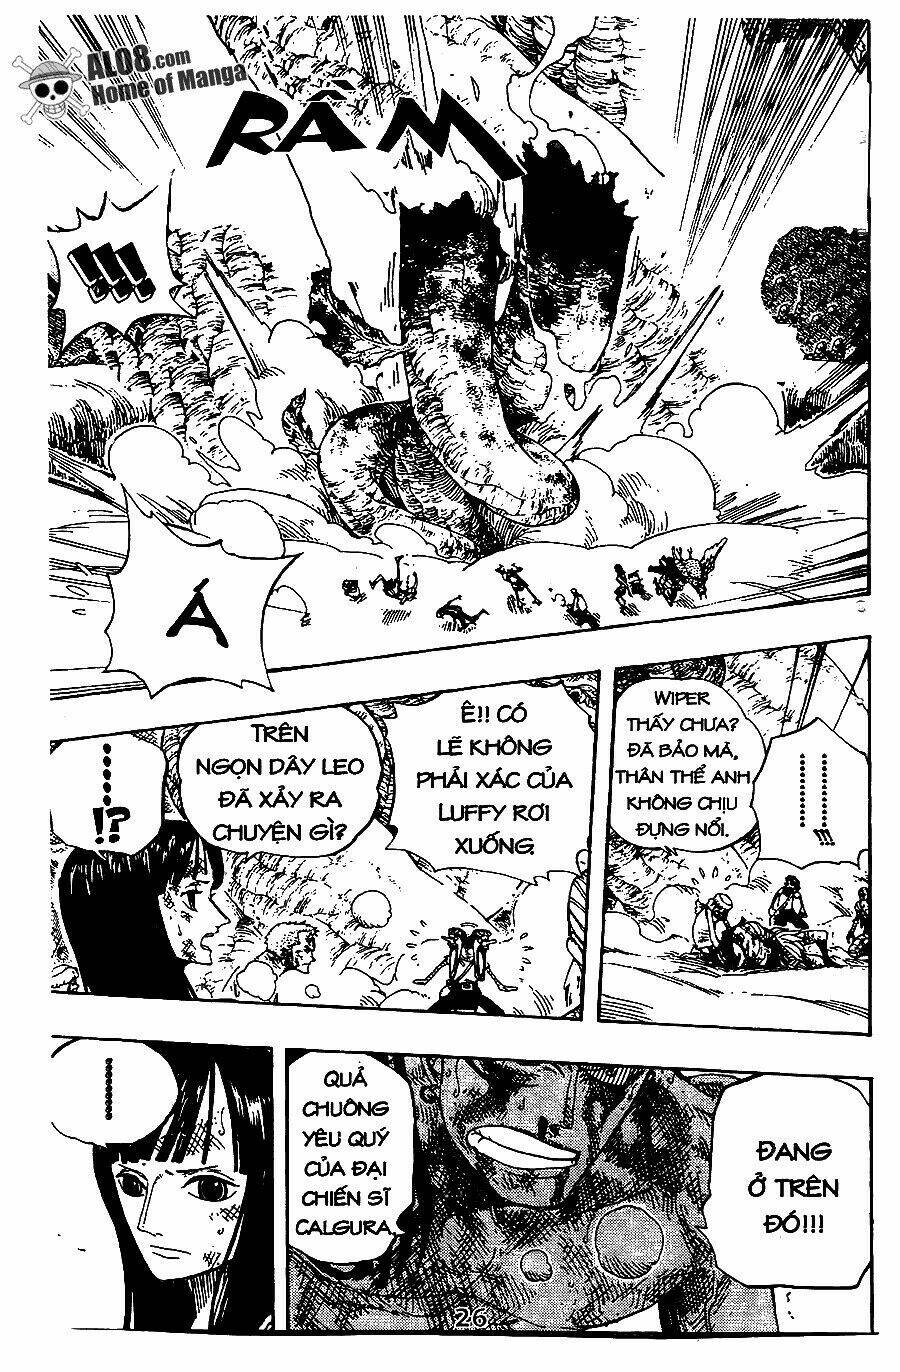 AL08.com
Home of Manga
RẦM
!!!!
Á
WIPER
THẤY CHƯA?
ĐÃ BẢO MÀ,
THÂN THỂ ANH
KHÔNG CHỊU
ĐỰNG NỔI.
Ê!! CÓ
LẼ KHÔNG
PHẢI XÁC CỦA
LUFFY RƠI
XUỐNG.
TRÊN
NGỌN DÂY LEO
ĐÃ XẢY RA
CHUYỆN GÌ?
!?
ĐANG
Ở TRÊN
ĐÓ!!!
QUẢ
CHUÔNG
YÊU QUÝ
CỦA ĐẠI
CHIẾN SĨ
CALGURA.
26